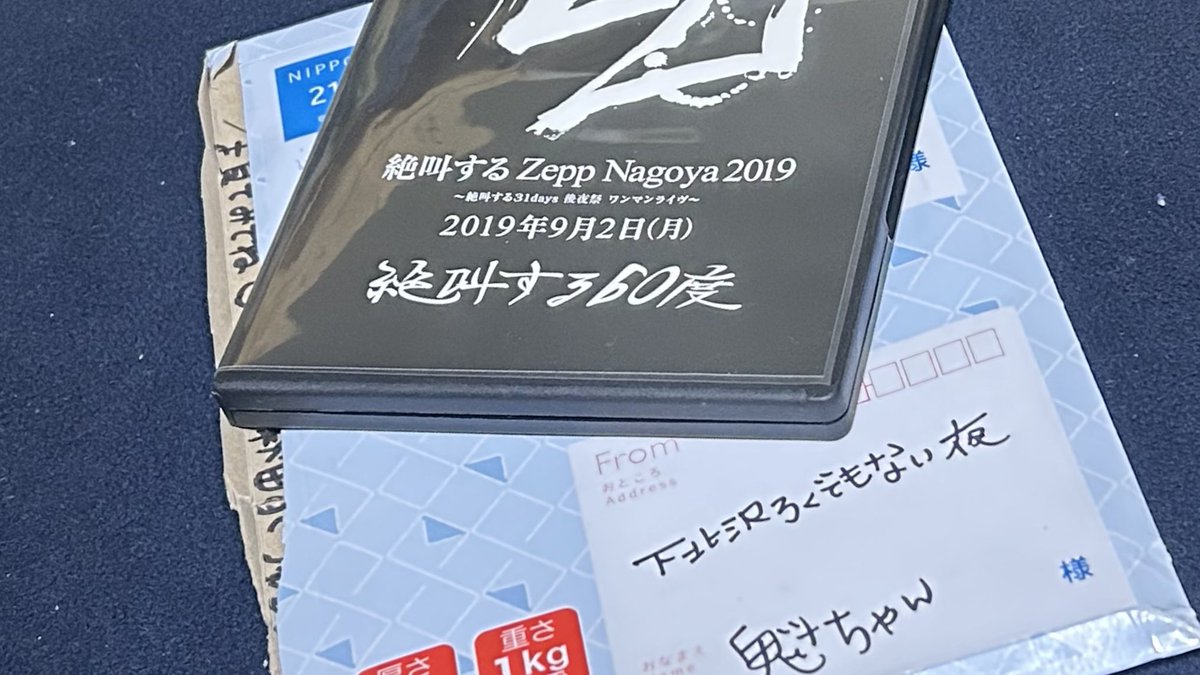 絶叫する Zepp Nagoya 2019
～絶叫する31days 後夜祭 ワンマンライヴ～
2019年9月2日(月)
絶叫する60度
NIPPO
21
様
From
おところ
Address
下北沢ろくでもない夜
様
おなまえ
魁ちゃん
厚さ
重さ
1kg